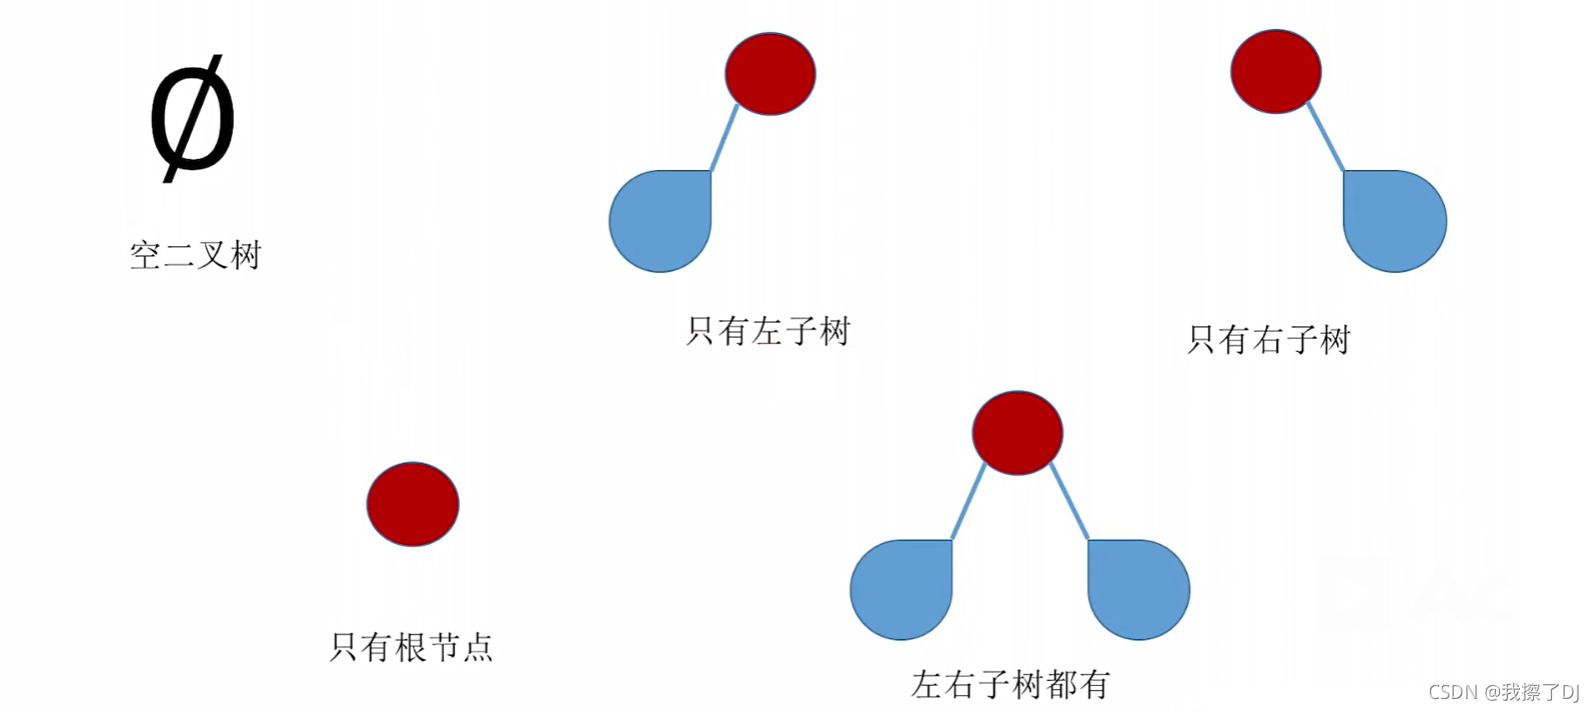 Ø
空二叉树
只有左子树
只有右子树
只有根节点
左右子树都有
CSDN @我擦了DJ